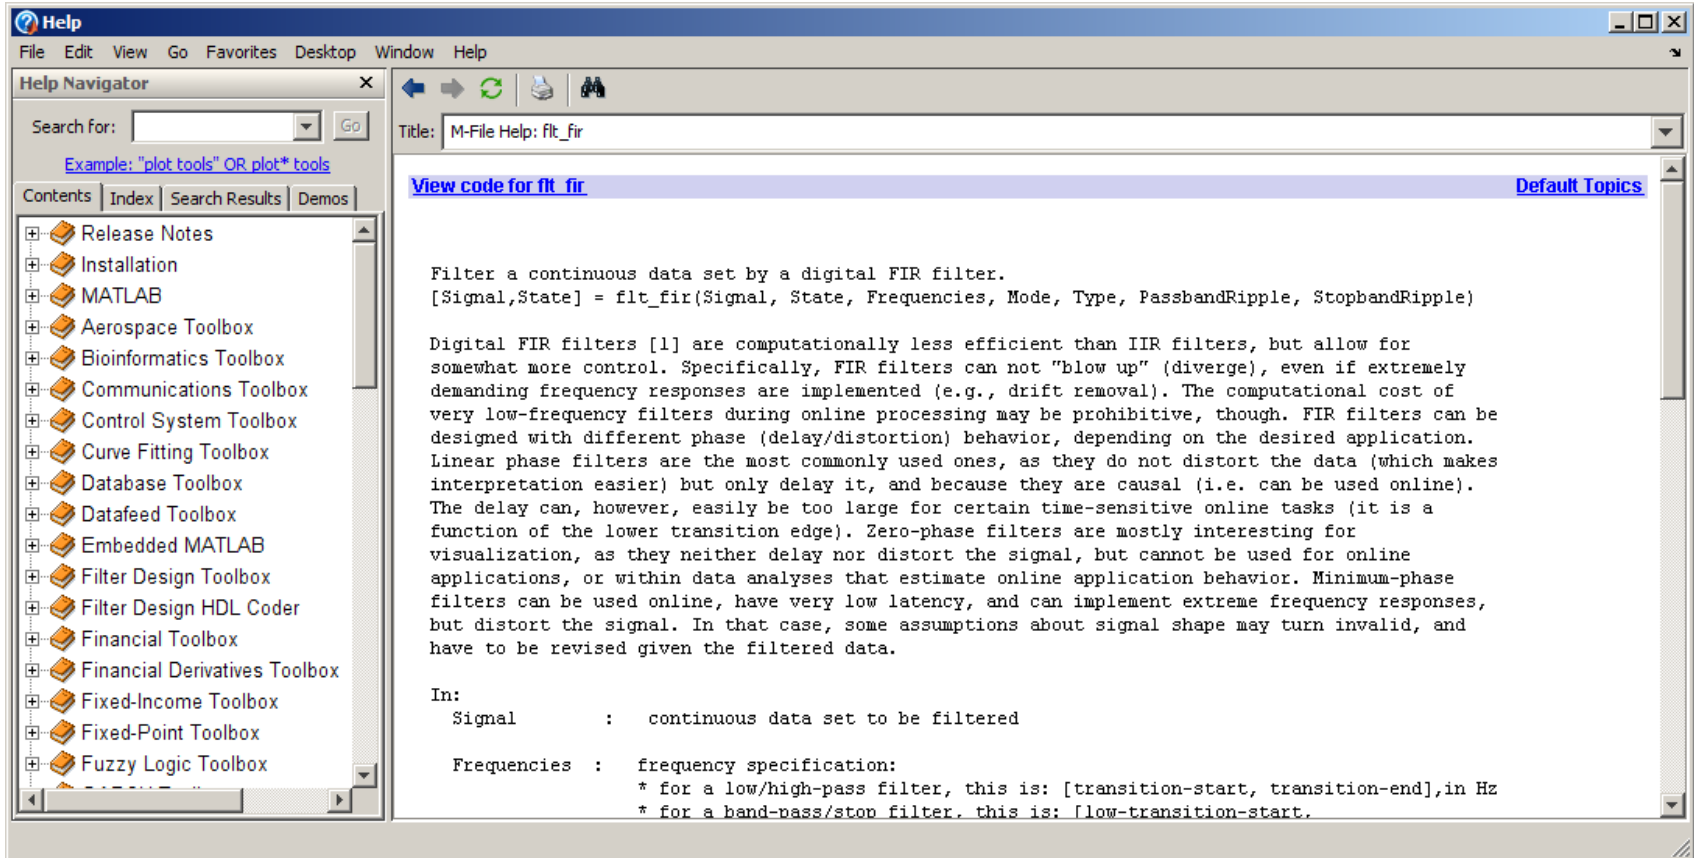 Help
File Edit View Go Favorites Desktop Window Help
Help Navigator
Search for: Go
Example: "plot tools" OR plot* tools
Contents Index Search Results Demos
Release Notes
Installation
MATLAB
Aerospace Toolbox
Bioinformatics Toolbox
Communications Toolbox
Control System Toolbox
Curve Fitting Toolbox
Database Toolbox
Datafeed Toolbox
Embedded MATLAB
Filter Design Toolbox
Filter Design HDL Coder
Financial Toolbox
Financial Derivatives Toolbox
Fixed-Income Toolbox
Fixed-Point Toolbox
Fuzzy Logic Toolbox
Title: M-File Help: flt_fir
View code for flt_fir Default Topics
Filter a continuous data set by a digital FIR filter.
[Signal,State] = flt_fir(Signal, State, Frequencies, Mode, Type, PassbandRipple, StopbandRipple)
Digital FIR filters [1] are computationally less efficient than IIR filters, but allow for
somewhat more control. Specifically, FIR filters can not "blow up" (diverge), even if extremely
demanding frequency responses are implemented (e.g., drift removal). The computational cost of
very low-frequency filters during online processing may be prohibitive, though. FIR filters can be
designed with different phase (delay/distortion) behavior, depending on the desired application.
Linear phase filters are the most commonly used ones, as they do not distort the data (which makes
interpretation easier) but only delay it, and because they are causal (i.e. can be used online).
The delay can, however, easily be too large for certain time-sensitive online tasks (it is a
function of the lower transition edge). Zero-phase filters are mostly interesting for
visualization, as they neither delay nor distort the signal, but cannot be used for online
applications, or within data analyses that estimate online application behavior. Minimum-phase
filters can be used online, have very low latency, and can implement extreme frequency responses,
but distort the signal. In that case, some assumptions about signal shape may turn invalid, and
have to be revised given the filtered data.
In:
Signal : continuous data set to be filtered
Frequencies : frequency specification:
* for a low/high-pass filter, this is: [transition-start, transition-end],in Hz
* for a band-pass/stop filter, this is: [low-transition-start,